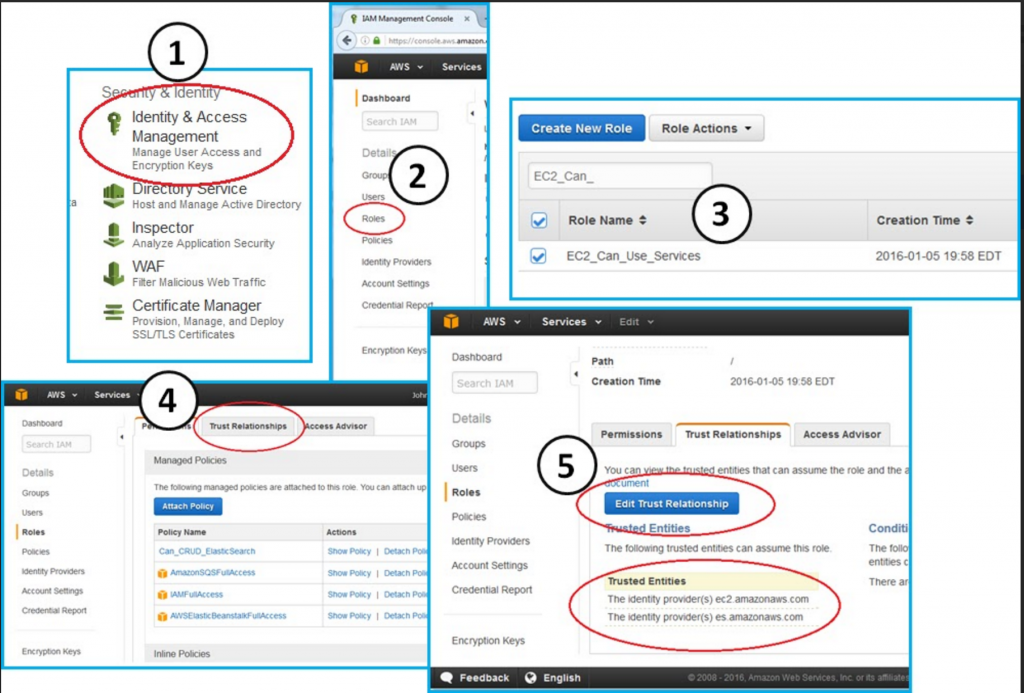 1
Security & Identity
Identity & Access
Management
Manage User Access and
Encryption Keys
Directory Service
Host and Manage Active Directory
Inspector
Analyze Application Security
WAF
Filter Malicious Web Traffic
Certificate Manager
Provision, Manage, and Deploy
SSL/TLS Certificates
IAM Management Console
https://console.aws.amazon.
AWS Services
Dashboard
Search IAM
Details
2
Groups
Users
Roles
Policies
Identity Providers
Account Settings
Credential Report
Encryption Keys
Create New Role Role Actions
EC2_Can_
3
Role Name Creation Time
EC2_Can_Use_Services 2016-01-05 19:58 EDT
4
AWS Services
Dashboard
Search IAM
Details
Groups
Users
Roles
Policies
Identity Providers
Account Settings
Credential Report
Encryption Keys
Trust Relationships Access Advisor
Managed Policies
The following managed policies are attached to this role. You can attach up
Attach Policy
Policy Name Actions
Can_CRUD_ElasticSearch Show Policy | Detach
AmazonSQSFullAccess Show Policy | Detach
IAMFullAccess Show Policy | Detach
AWSElasticBeanstalkFullAccess Show Policy | Detach
Inline Policies
AWS Services Edit
Dashboard
Search IAM
Details
Groups
Users
Roles
Policies
Identity Providers
Account Settings
Credential Report
Encryption Keys
Path /
Creation Time 2016-01-05 19:58 EDT
Permissions Trust Relationships Access Advisor
5
You can view the trusted entities that can assume the role and the a
document
Edit Trust Relationship
Trusted Entities Conditi
The following trusted entities can assume this role. The follo
entities c
Trusted Entities There ar
The identity provider(s) ec2.amazonaws.com
The identity provider(s) es.amazonaws.com
Feedback English © 2008 - 2016, Amazon Web Services, Inc. or its affiliates